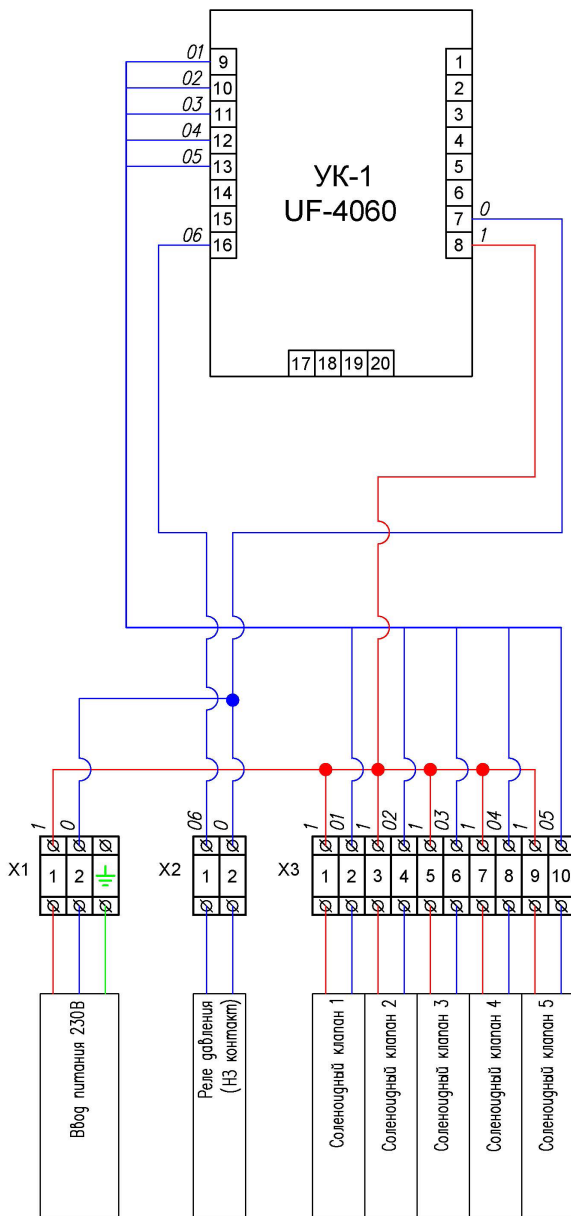 01
9
1
02
10
2
03
11
3
04
12
4
05
13
5
УК-1
14
6
UF-4060
15
7
0
06
16
8
1
17 18 19 20
1 0
06 0
1 01 1 02 1 03 1 04 1 05
X1
1 2
X2
1 2
X3
1 2 3 4 5 6 7 8 9 10
Ввод питания 230В
Реле давления
(НЗ контакт)
Соленоидный клапан 1
Соленоидный клапан 2
Соленоидный клапан 3
Соленоидный клапан 4
Соленоидный клапан 5